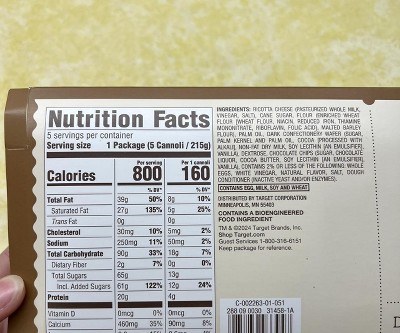 Nutrition Facts
5 servings per container
Serving size 1 Package (5 Cannoli / 215g)
Per serving Per 1 cannoli
Calories 800 160
% DV* % DV*
Total Fat 39g 50% 8g 10%
Saturated Fat 27g 135% 5g 25%
Trans Fat 0g 0g
Cholesterol 30mg 10% 5mg 2%
Sodium 250mg 11% 50mg 2%
Total Carbohydrate 90g 33% 18g 7%
Dietary Fiber 2g 7% 0g 0%
Total Sugars 65g 13g
Incl. Added Sugars 61g 122% 12g 24%
Protein 20g 4g
Vitamin D 0mcg 0% 0mcg 0%
Calcium 460mg 35% 90mg 8%
INGREDIENTS: RICOTTA CHEESE (PASTEURIZED WHOLE MILK,
VINEGAR, SALT), CANE SUGAR, FLOUR (ENRICHED WHEAT
FLOUR [WHEAT FLOUR, NIACIN, REDUCED IRON, THIAMINE
MONONITRATE, RIBOFLAVIN, FOLIC ACID], MALTED BARLEY
FLOUR), PALM OIL, DARK CONFECTIONERY WAFER (SUGAR,
PALM KERNEL AND PALM OIL, COCOA [PROCESSED WITH
ALKALI], NON-FAT DRY MILK, SOY LECITHIN [AN EMULSIFIER],
VANILLA), DEXTROSE, CHOCOLATE CHIPS (SUGAR, CHOCOLATE
LIQUOR, COCOA BUTTER, SOY LECITHIN [AN EMULSIFIER],
VANILLA), CONTAINS 2% OR LESS OF THE FOLLOWING: WHOLE
EGGS, WHITE VINEGAR, NATURAL FLAVOR, SALT, DOUGH
CONDITIONER (INACTIVE YEAST AND/OR ENZYMES).
CONTAINS EGG, MILK, SOY AND WHEAT
DISTRIBUTED BY TARGET CORPORATION
MINNEAPOLIS, MN 55403
CONTAINS A BIOENGINEERED
FOOD INGREDIENT
TM & ©2024 Target Brands, Inc.
Shop Target.com
Guest Services 1-800-316-6151
Keep package for reference.
C-002263-01-051
288 09 0030 31458-1A